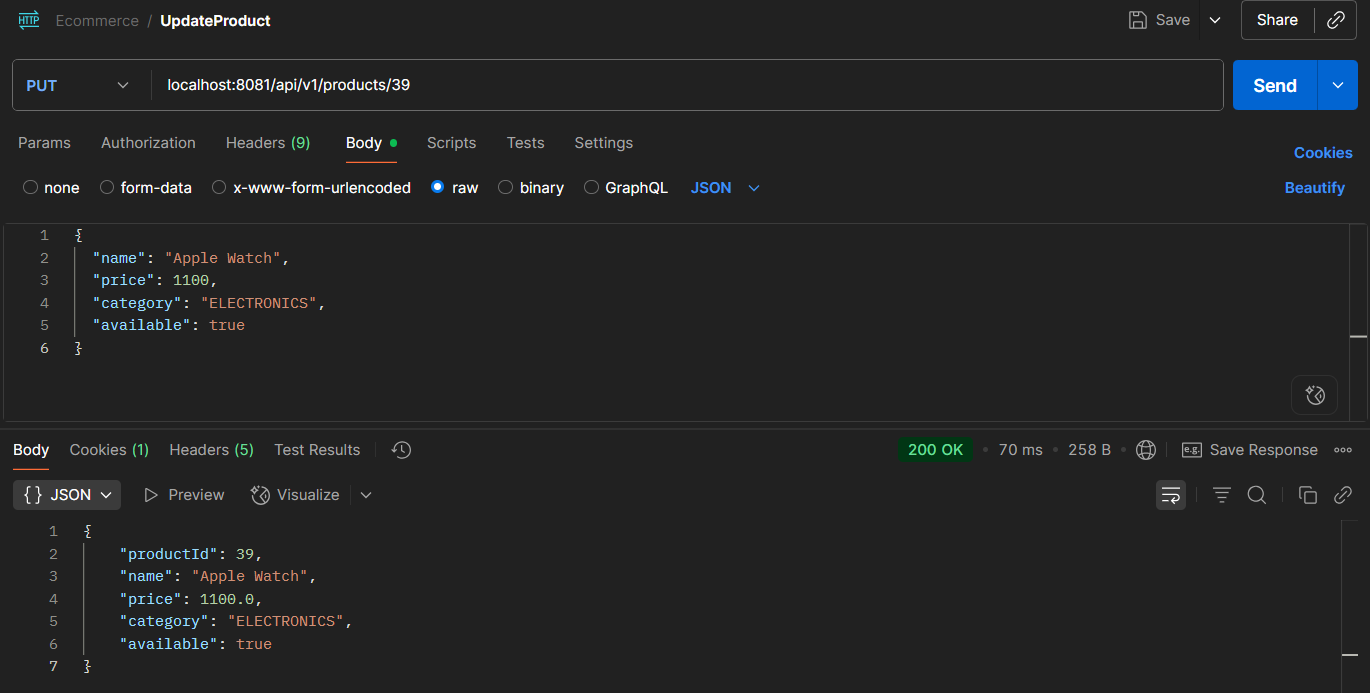 HTTP Ecommerce / UpdateProduct Save Share
PUT localhost:8081/api/v1/products/39 Send
Params Authorization Headers (9) Body Scripts Tests Settings Cookies
none form-data x-www-form-urlencoded raw binary GraphQL JSON Beautify
1 {
2 "name": "Apple Watch",
3 "price": 1100,
4 "category": "ELECTRONICS",
5 "available": true
6 }
Body Cookies (1) Headers (5) Test Results 200 OK • 70 ms • 258 B • e.g. Save Response
{} JSON Preview Visualize
1 {
2 "productId": 39,
3 "name": "Apple Watch",
4 "price": 1100.0,
5 "category": "ELECTRONICS",
6 "available": true
7 }